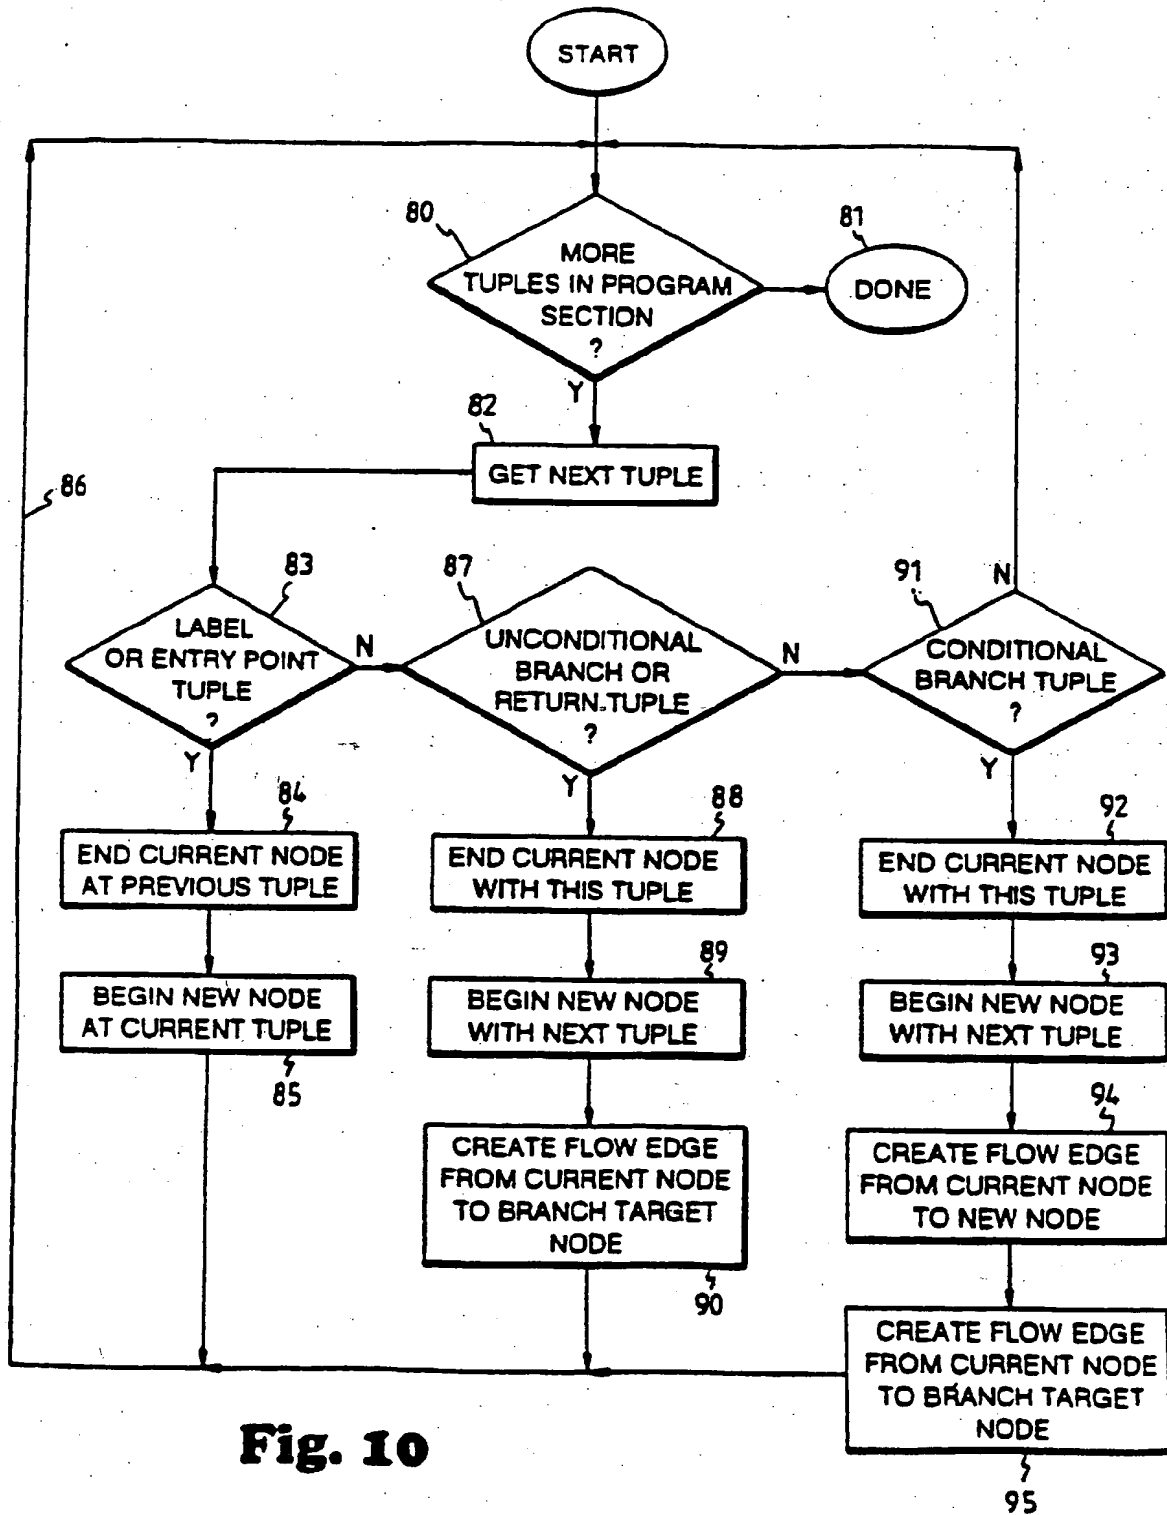 START
80
81
MORE
TUPLES IN PROGRAM
SECTION
?
DONE
Y
82
GET NEXT TUPLE
86
83
LABEL
OR ENTRY POINT
TUPLE
?
N
Y
87
UNCONDITIONAL
BRANCH OR
RETURN TUPLE
?
N
Y
91
N
CONDITIONAL
BRANCH TUPLE
?
Y
84
END CURRENT NODE
AT PREVIOUS TUPLE
88
END CURRENT NODE
WITH THIS TUPLE
92
END CURRENT NODE
WITH THIS TUPLE
BEGIN NEW NODE
AT CURRENT TUPLE
85
89
BEGIN NEW NODE
WITH NEXT TUPLE
93
BEGIN NEW NODE
WITH NEXT TUPLE
CREATE FLOW EDGE
FROM CURRENT NODE
TO BRANCH TARGET
NODE
90
94
CREATE FLOW EDGE
FROM CURRENT NODE
TO NEW NODE
CREATE FLOW EDGE
FROM CURRENT NODE
TO BRANCH TARGET
NODE
95
Fig. 10